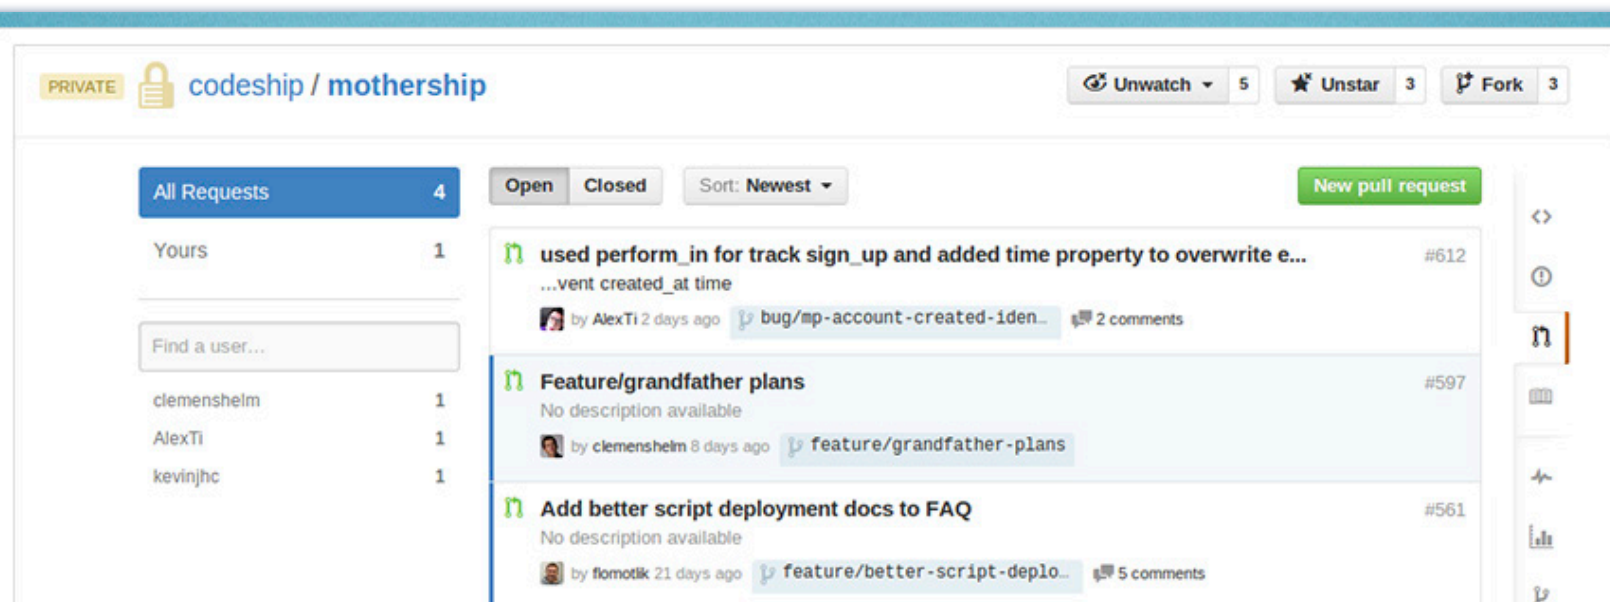 PRIVATE codeship / mothership Unwatch 5 Unstar 3 Fork 3
All Requests 4
Yours 1
Find a user...
clemenshelm 1
AlexTi 1
kevinjhc 1
Open Closed Sort: Newest New pull request
used perform_in for track sign_up and added time property to overwrite e... #612
...vent created_at time
by AlexTi 2 days ago bug/mp-account-created-iden… 2 comments
Feature/grandfather plans #597
No description available
by clemenshelm 8 days ago feature/grandfather-plans
Add better script deployment docs to FAQ #561
No description available
by flomotlik 21 days ago feature/better-script-deplo… 5 comments